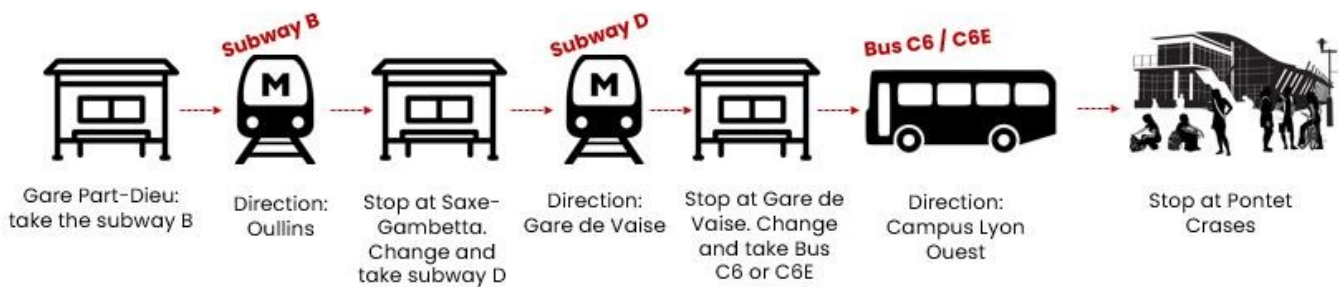 Subway B
Subway D
Bus C6 / C6E
M
M
Gare Part-Dieu:
take the subway B
Direction:
Oullins
Stop at Saxe-
Gambetta.
Change and
take subway D
Direction:
Gare de Vaise
Stop at Gare de
Vaise. Change
and take Bus
C6 or C6E
Direction:
Campus Lyon
Ouest
Stop at Pontet
Crases